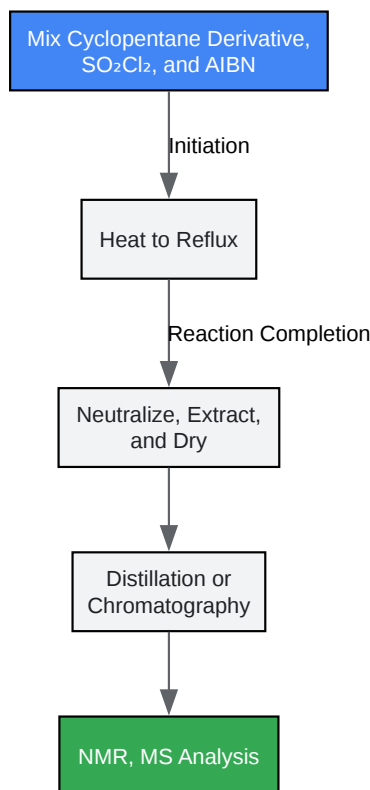 Mix Cyclopentane Derivative,
SO₂Cl₂, and AIBN
Initiation
Heat to Reflux
Reaction Completion
Neutralize, Extract,
and Dry
Distillation or
Chromatography
NMR, MS Analysis